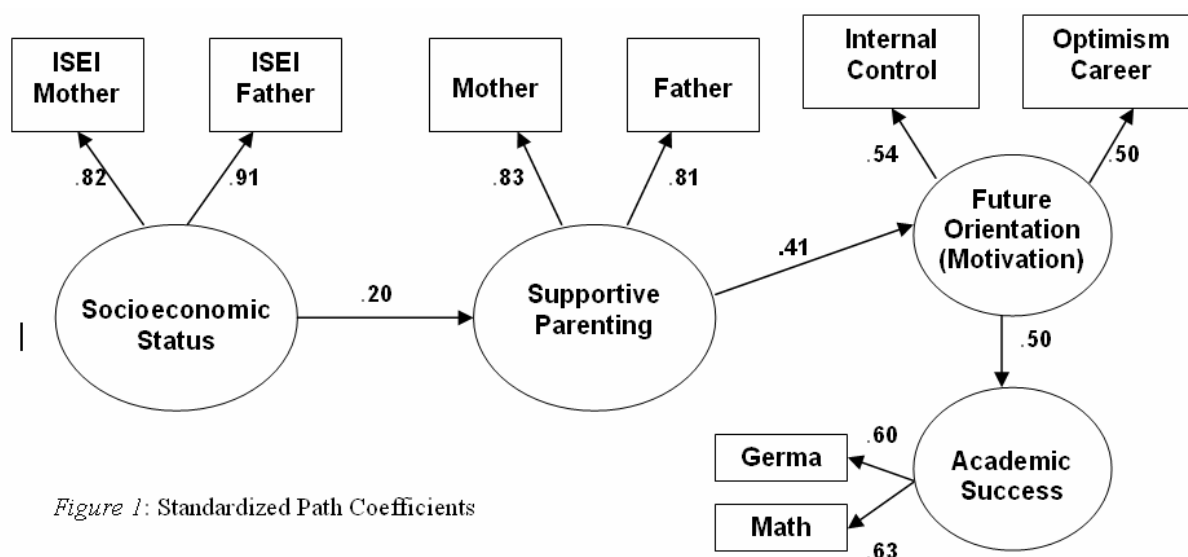 ISEI
Mother
ISEI
Father
Mother
Father
Internal
Control
Optimism
Career
.82
.91
.83
.81
.54
.50
Future
Orientation
(Motivation)
.41
Socioeconomic
Status
.20
Supportive
Parenting
.50
Germa
.60
Academic
Success
Math
.63
Figure 1: Standardized Path Coefficients